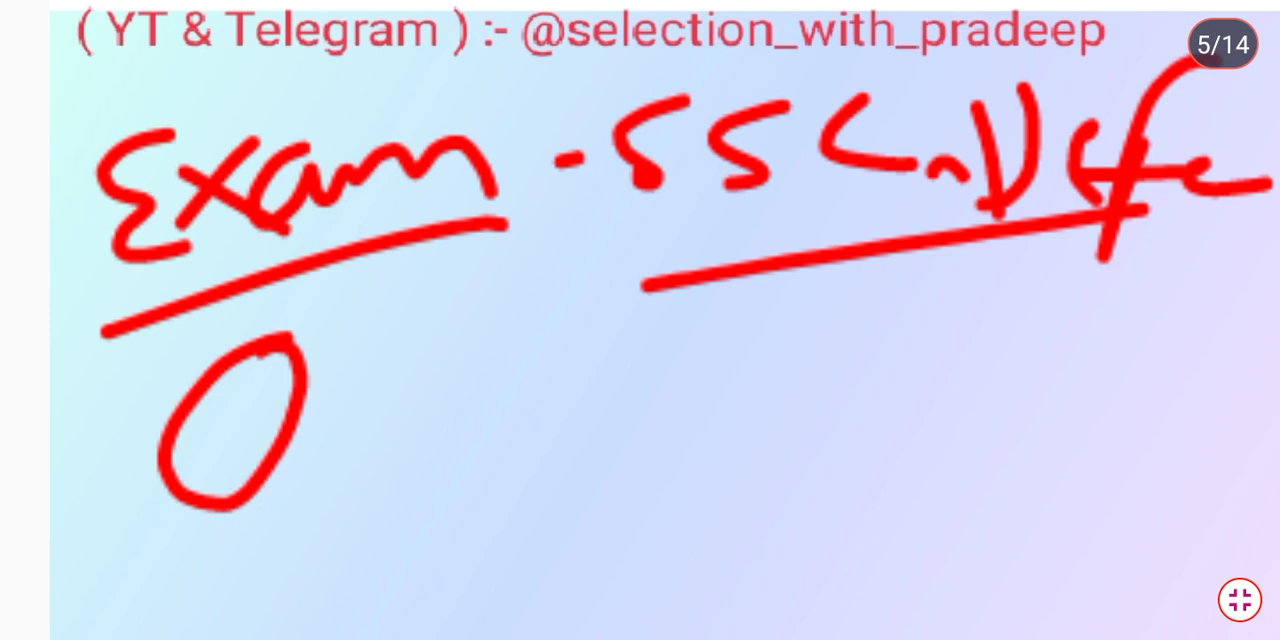 ( YT & Telegram ) :- @selection_with_pradeep
5/14
Exam - SSC
0